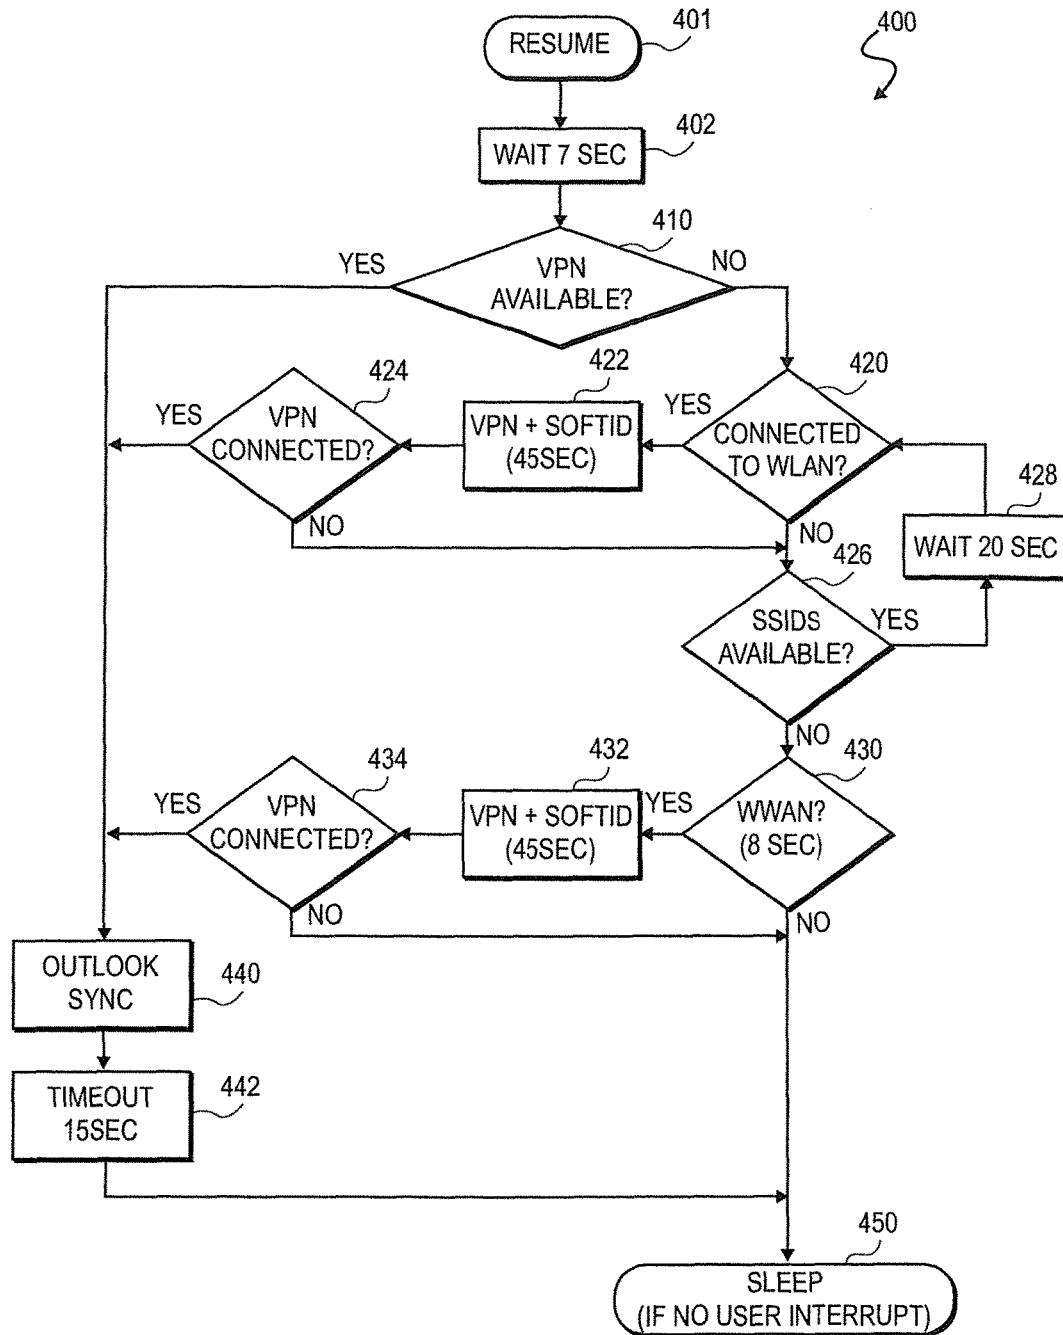 401
400
RESUME
402
WAIT 7 SEC
410
YES
NO
VPN
AVAILABLE?
424
422
420
YES
VPN
CONNECTED?
VPN + SOFTID
(45SEC)
YES
CONNECTED
TO WLAN?
428
NO
NO
WAIT 20 SEC
426
SSIDs
AVAILABLE?
YES
NO
434
432
430
YES
VPN
CONNECTED?
VPN + SOFTID
(45SEC)
YES
WWAN?
(8 SEC)
NO
NO
OUTLOOK
SYNC
440
TIMEOUT
15SEC
442
450
SLEEP
(IF NO USER INTERRUPT)